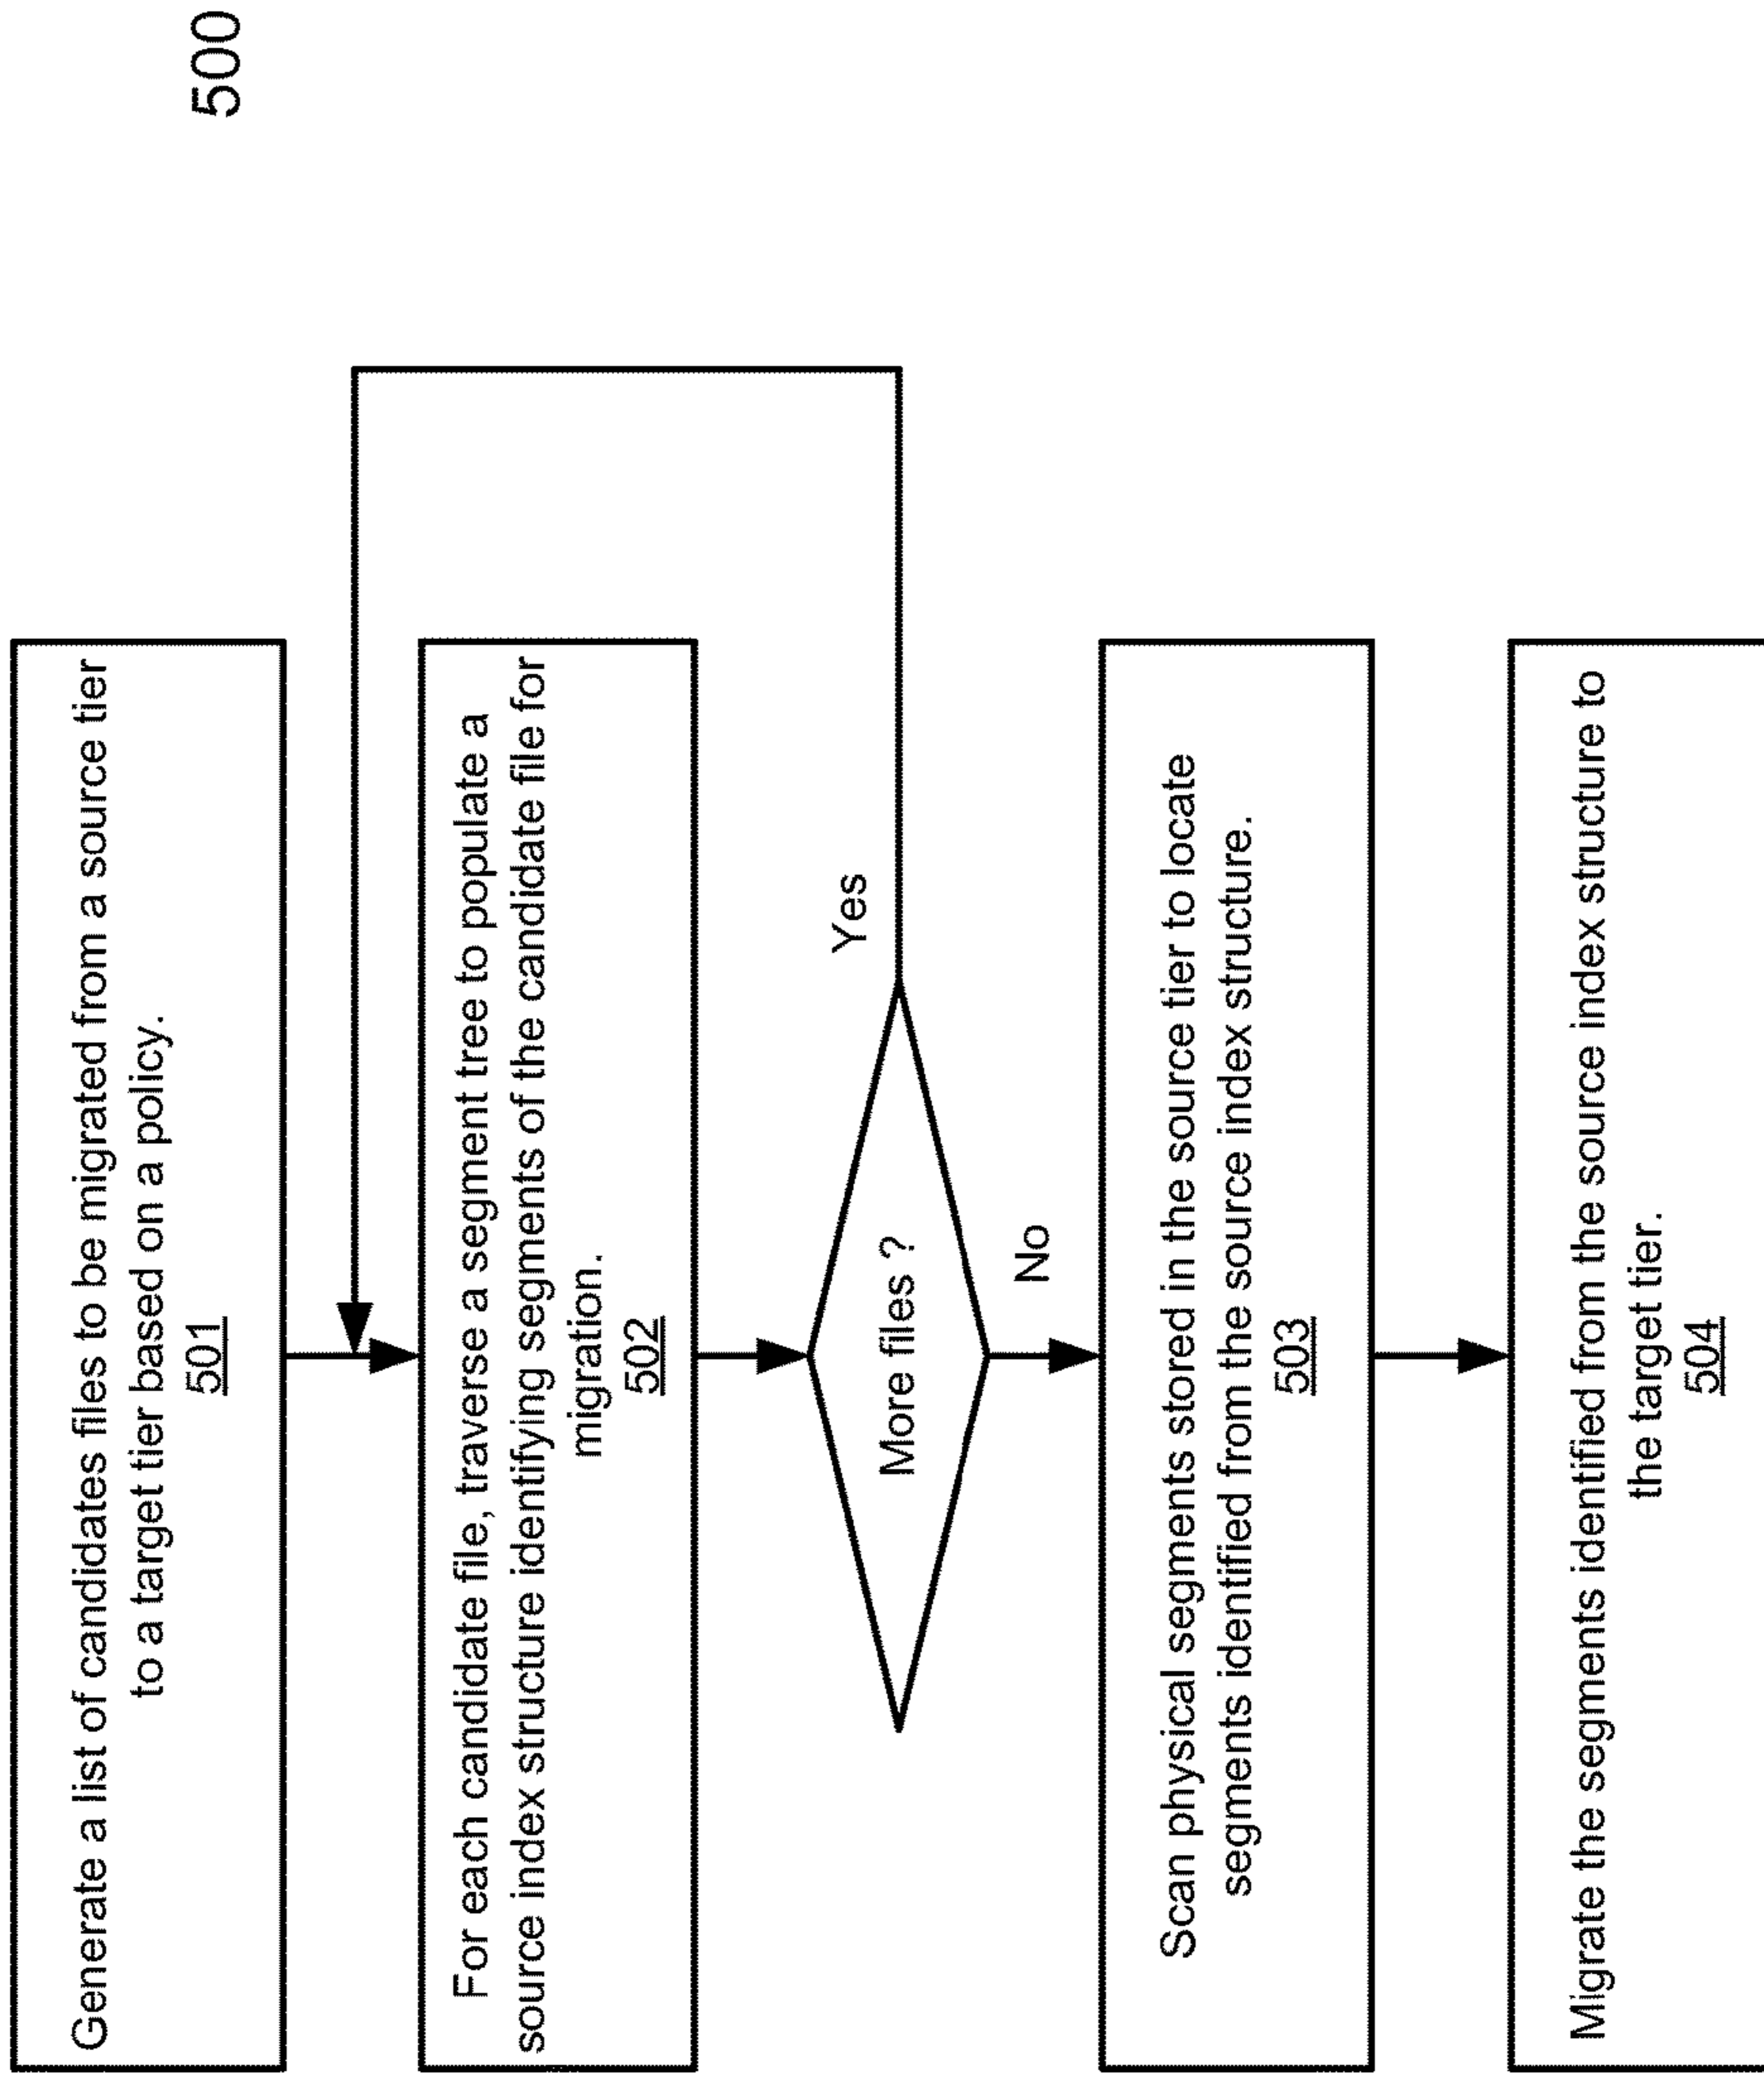 500
Generate a list of candidates files to be migrated from a source tier
to a target tier based on a policy.
501
For each candidate file, traverse a segment tree to populate a
source index structure identifying segments of the candidate file for
migration.
502
More files ?
Yes
No
Scan physical segments stored in the source tier to locate
segments identified from the source index structure.
503
Migrate the segments identified from the source index structure to
the target tier.
504